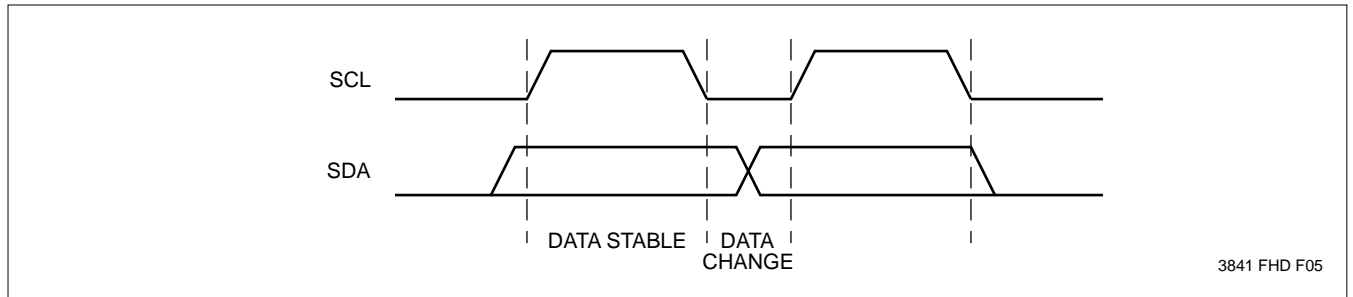 SCL
SDA
DATA STABLE
DATA
CHANGE
3841 FHD F05